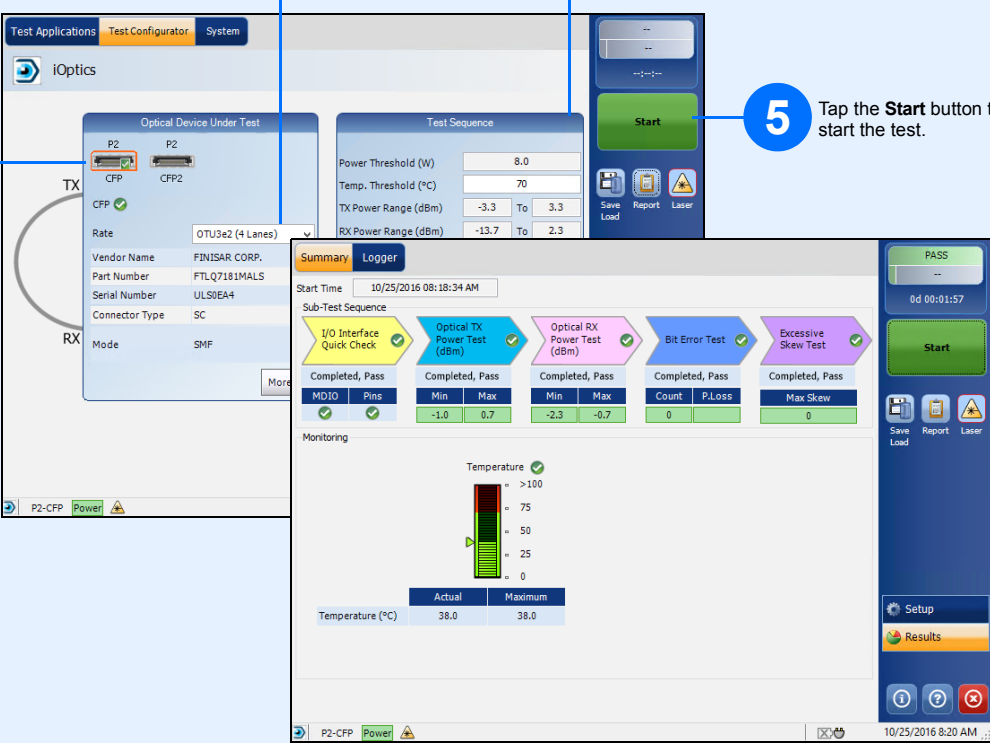 Test Applications Test Configurator System
iOptics
--
--
--:--:--
Start
Save Load
Report
Laser
5
Tap the Start button t
start the test.
TX
RX
Optical Device Under Test
P2 P2
CFP CFP2
CFP
Rate OTU3e2 (4 Lanes)
Vendor Name FINISAR CORP.
Part Number FTLQ7181MALS
Serial Number ULS0EA4
Connector Type SC
Mode SMF
More
Test Sequence
Power Threshold (W) 8.0
Temp. Threshold (°C) 70
TX Power Range (dBm) -3.3 To 3.3
RX Power Range (dBm) -13.7 To 2.3
P2-CFP Power
Summary Logger
Start Time 10/25/2016 08:18:34 AM
Sub-Test Sequence
I/O Interface
Quick Check
Optical TX
Power Test
(dBm)
Optical RX
Power Test
(dBm)
Bit Error Test
Excessive
Skew Test
Completed, Pass Completed, Pass Completed, Pass Completed, Pass Completed, Pass
MDIO Pins Min Max Min Max Count P.Loss Max Skew
-1.0 0.7 -2.3 -0.7 0 0
Monitoring
Temperature
>100
75
50
25
0
Actual Maximum
Temperature (°C) 38.0 38.0
PASS
--
0d 00:01:57
Start
Save Load
Report
Laser
Setup
Results
P2-CFP Power
10/25/2016 8:20 AM